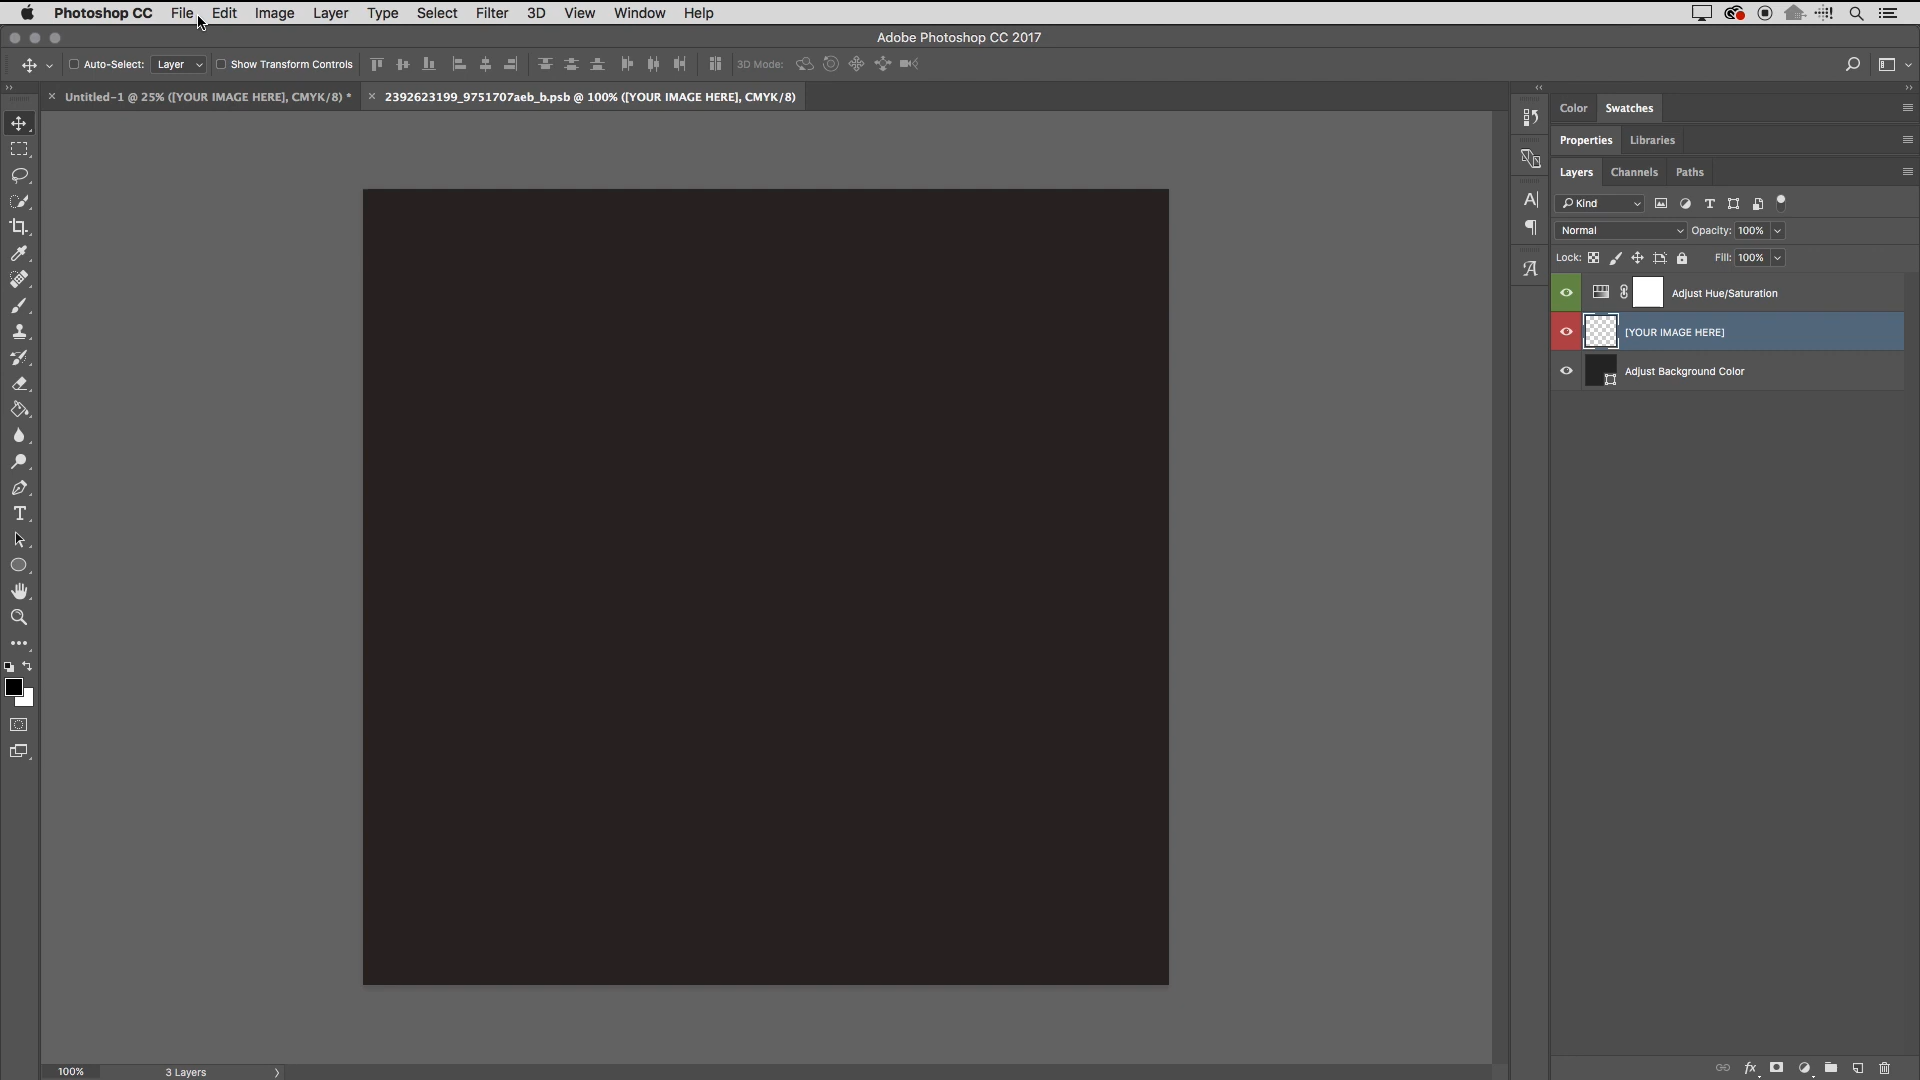 Photoshop CC File Edit Image Layer Type Select Filter 3D View Window Help
Adobe Photoshop CC 2017
Auto-Select: Layer Show Transform Controls 3D Mode:
Untitled-1 @ 25% ([YOUR IMAGE HERE], CMYK/8) *
2392623199_9751707aeb_b.psb @ 100% ([YOUR IMAGE HERE], CMYK/8)
Color Swatches
Properties Libraries
Layers Channels Paths
Kind
Normal Opacity: 100%
Lock: Fill: 100%
Adjust Hue/Saturation
[YOUR IMAGE HERE]
Adjust Background Color
100% 3 Layers